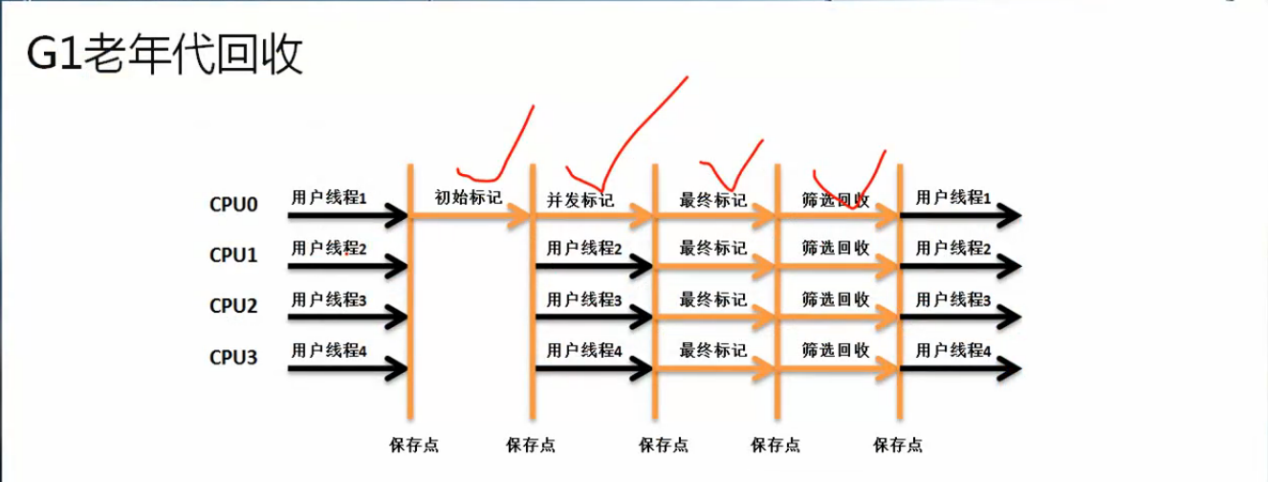 G1老年代回收
初始标记 并发标记 最终标记 筛选回收
CPU0 用户线程1 用户线程1
用户线程2 最终标记 筛选回收
CPU1 用户线程2 用户线程2
用户线程3 最终标记 筛选回收
CPU2 用户线程3 用户线程3
用户线程4 最终标记 筛选回收
CPU3 用户线程4 用户线程4
保存点 保存点 保存点 保存点 保存点